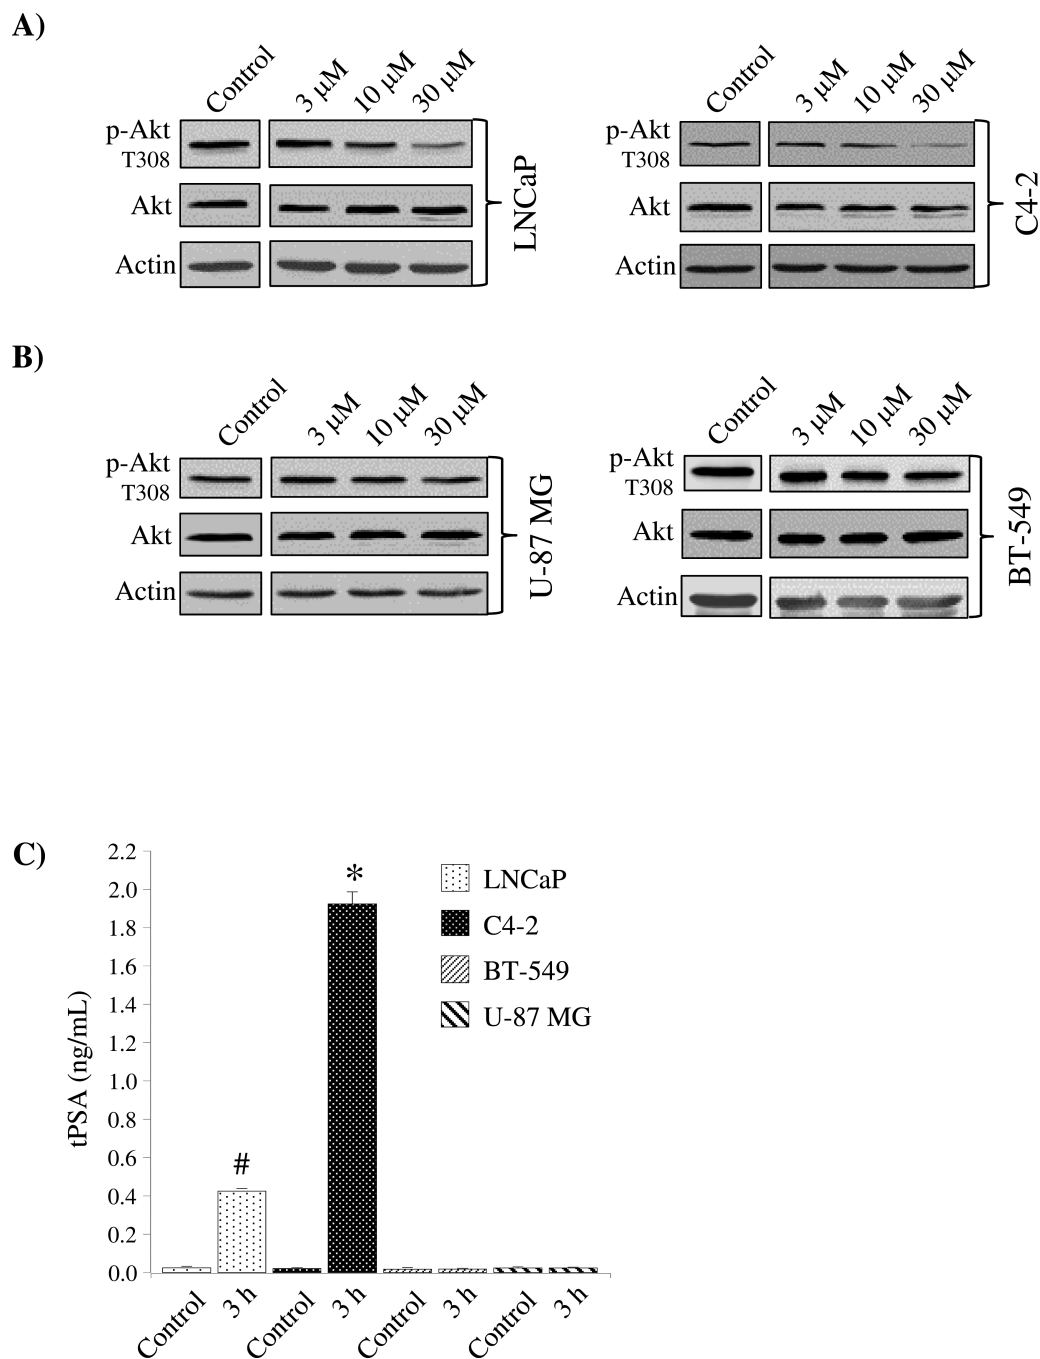 A)
Control 3 µM 10 µM 30 µM
p-Akt T308
Akt
Actin
LNCaP
Control 3 µM 10 µM 30 µM
p-Akt T308
Akt
Actin
C4-2
B)
Control 3 µM 10 µM 30 µM
p-Akt T308
Akt
Actin
U-87 MG
Control 3 µM 10 µM 30 µM
p-Akt T308
Akt
Actin
BT-549
C)
tPSA (ng/mL)
2.2
2.0
1.8
1.6
1.4
1.2
1.0
0.8
0.6
0.4
0.2
0.0
#
*
LNCaP
C4-2
BT-549
U-87 MG
Control 3 h Control 3 h Control 3 h Control 3 h